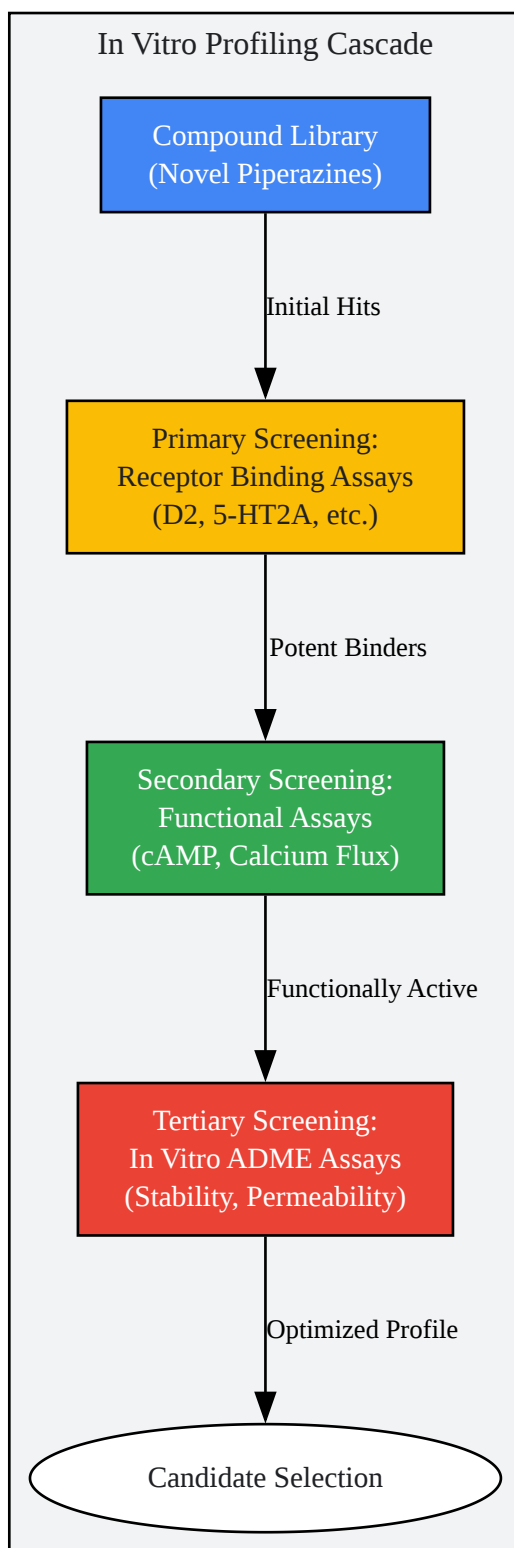 In Vitro Profiling Cascade
Compound Library
(Novel Piperazines)
Initial Hits
Primary Screening:
Receptor Binding Assays
(D2, 5-HT2A, etc.)
Potent Binders
Secondary Screening:
Functional Assays
(cAMP, Calcium Flux)
Functionally Active
Tertiary Screening:
In Vitro ADME Assays
(Stability, Permeability)
Optimized Profile
Candidate Selection